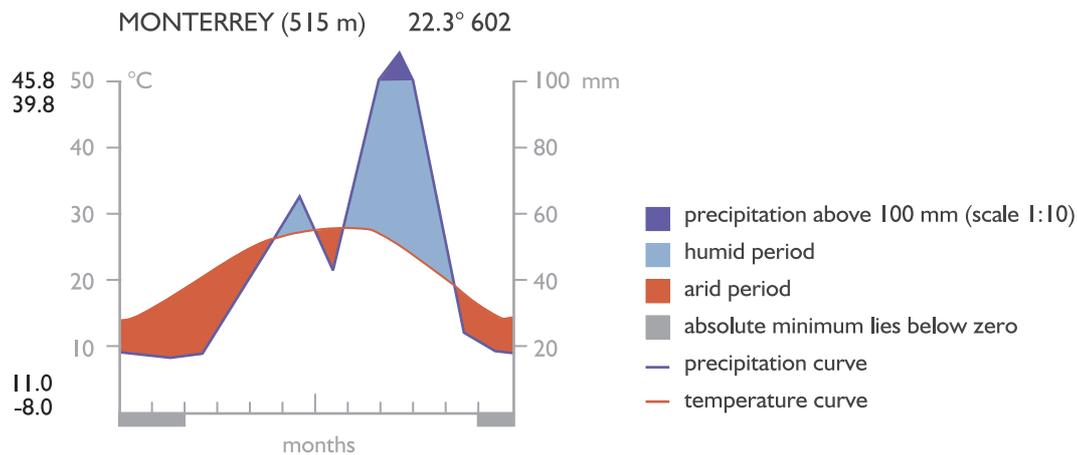 MONTERREY (515 m) 22.3° 602
45.8 50 °C 100 mm
39.8
40 80
30 60
20 40
10 20
11.0
-8.0
months
precipitation above 100 mm (scale 1:10)
humid period
arid period
absolute minimum lies below zero
precipitation curve
temperature curve